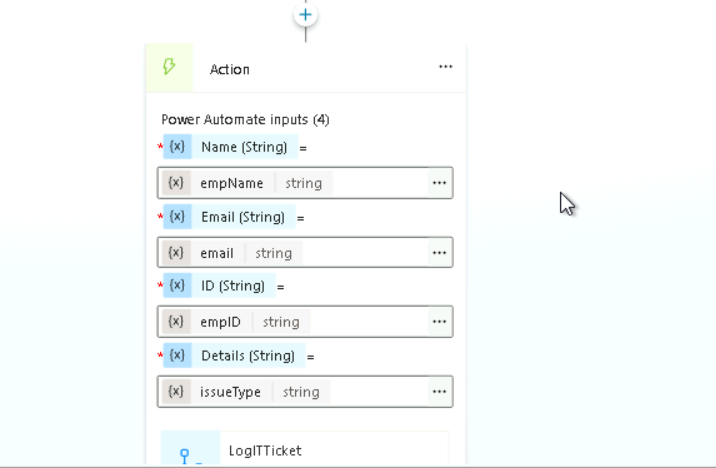 Action
Power Automate inputs (4)
* {x} Name (String) =
{x} empName string
* {x} Email (String) =
{x} email string
* {x} ID (String) =
{x} empID string
* {x} Details (String) =
{x} issueType string
LogITTicket